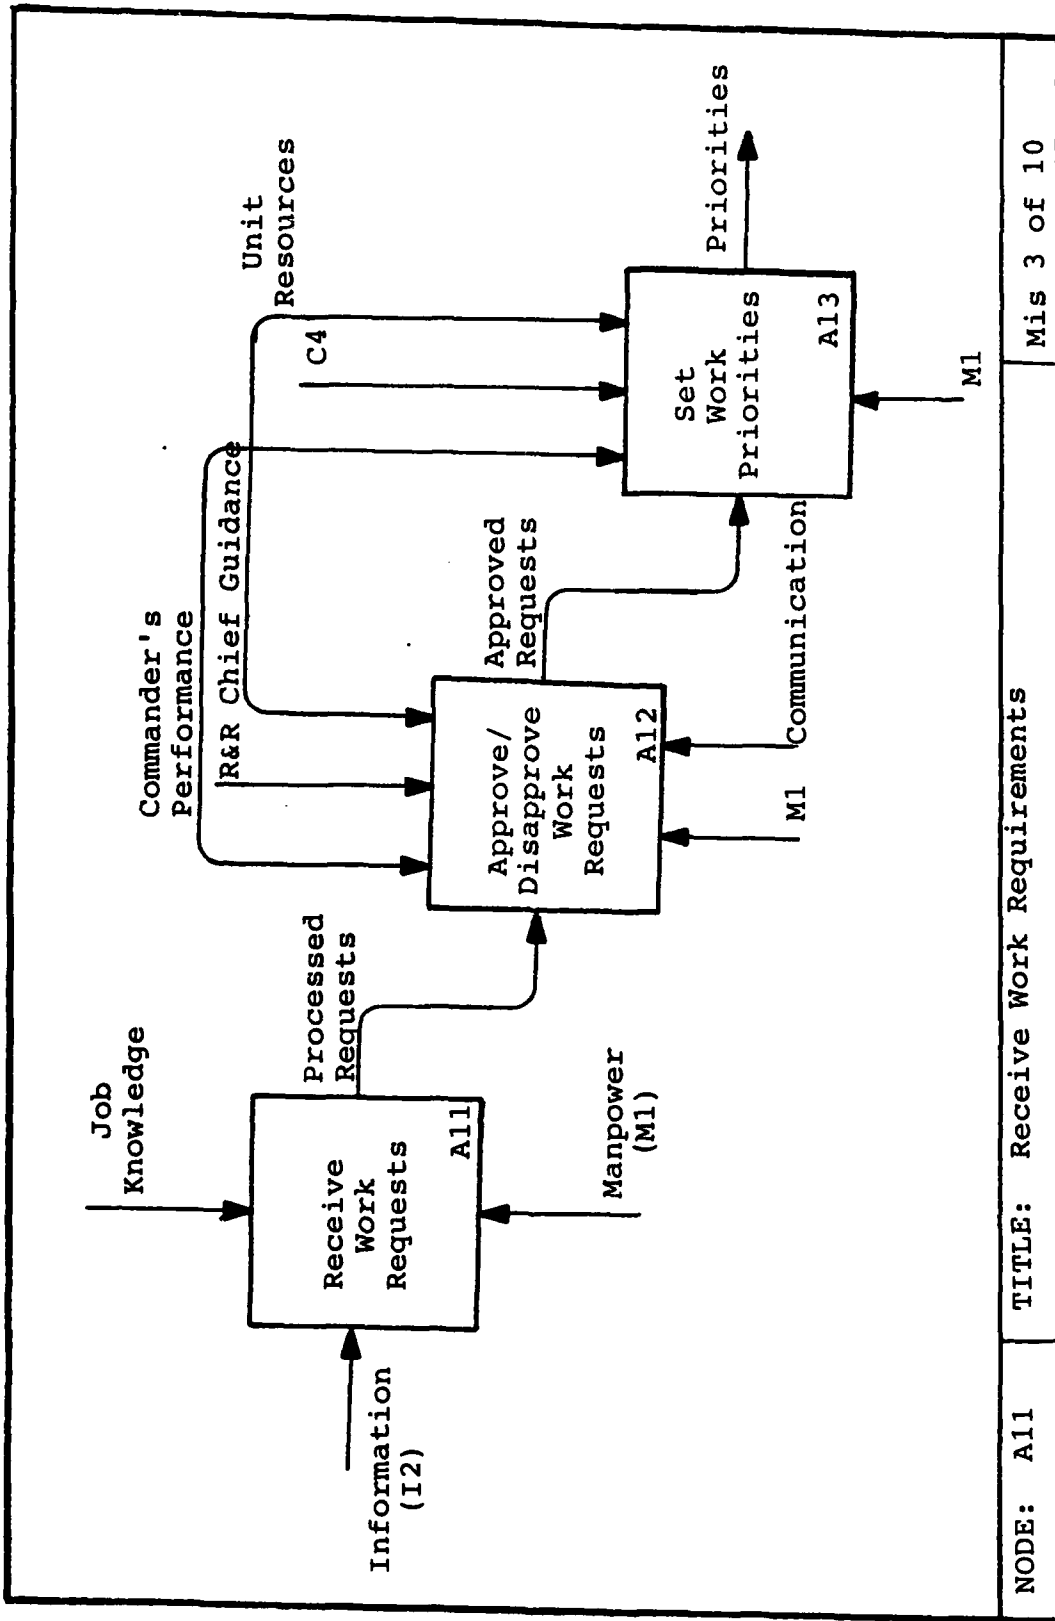 Job
Knowledge
Information
(I2)
Receive
Work
Requests
A11
Manpower
(M1)
Processed
Requests
Commander's
Performance
R&R Chief Guidance
Approve/
Disapprove
Work
Requests
A12
M1
Communication
Approved
Requests
Unit
Resources
C4
Set
Work
Priorities
A13
M1
Priorities
NODE: A11
TITLE: Receive Work Requirements
Mis 3 of 10